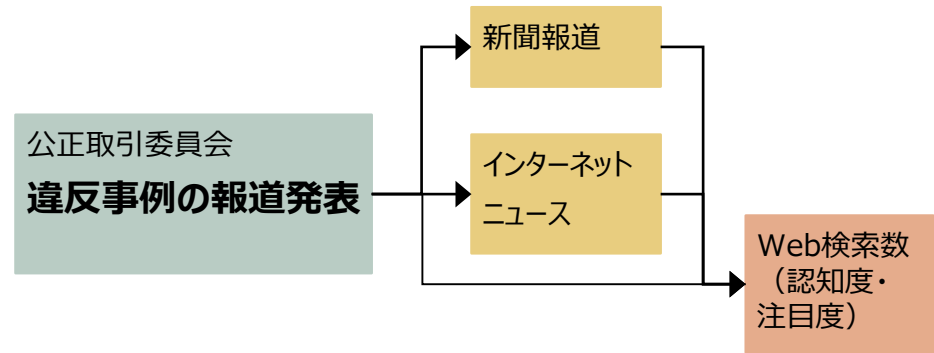 新聞報道
公正取引委員会
違反事例の報道発表
インターネット
ニュース
Web検索数
（認知度・
注目度）